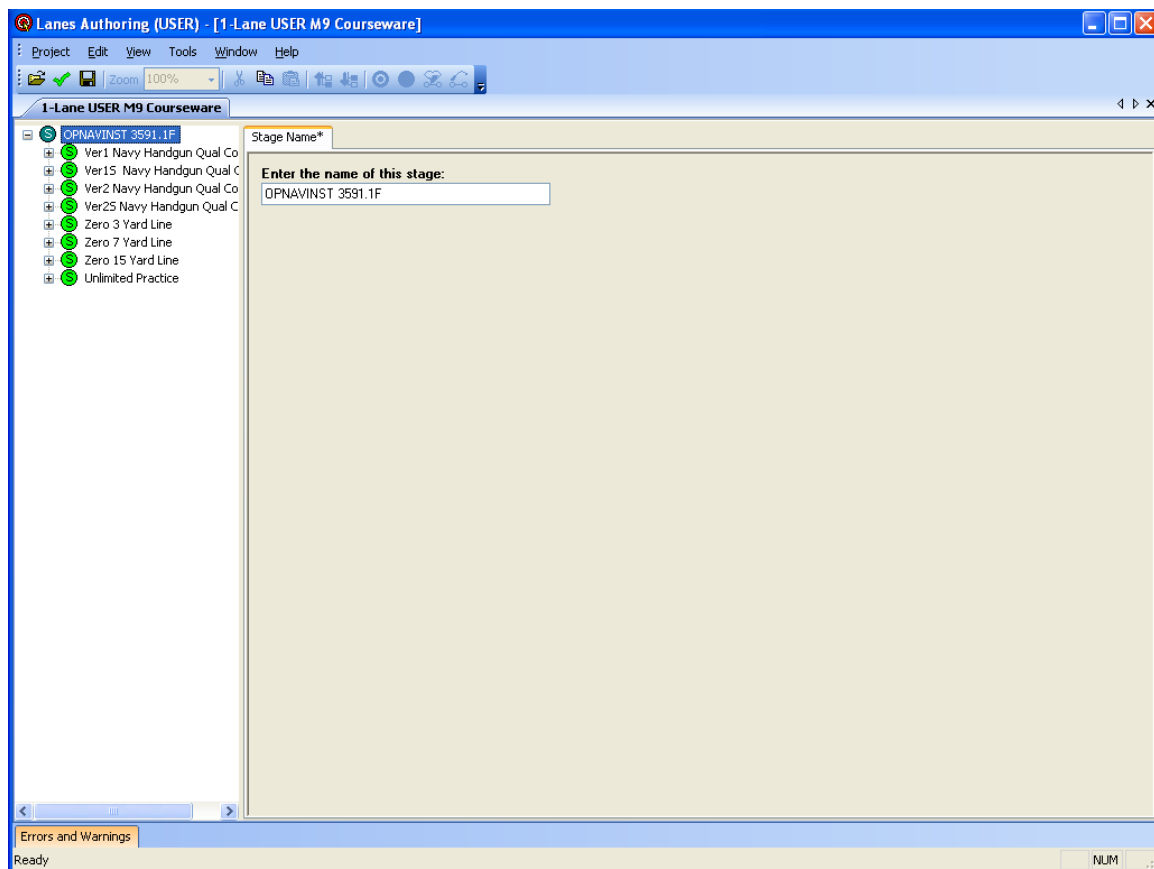 Lanes Authoring (USER) - [1-Lane USER M9 Courseware]
Project Edit View Tools Window Help
Zoom 100%
1-Lane USER M9 Courseware
S OPNAVINST 3591.1F
S Ver1 Navy Handgun Qual Co
S Ver1S Navy Handgun Qual C
S Ver2 Navy Handgun Qual Co
S Ver2S Navy Handgun Qual C
S Zero 3 Yard Line
S Zero 7 Yard Line
S Zero 15 Yard Line
S Unlimited Practice
Stage Name*
Enter the name of this stage:
OPNAVINST 3591.1F
Errors and Warnings
Ready NUM